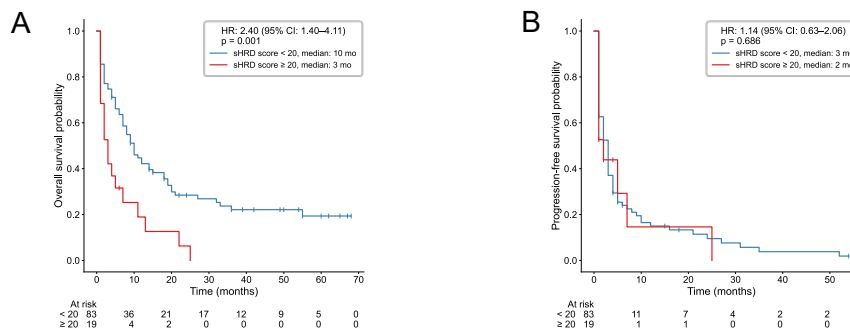 A
HR: 2.40 (95% CI: 1.40–4.11)
p = 0.001
sHRD score < 20, median: 10 mo
sHRD score ≥ 20, median: 3 mo
Overall survival probability
1.0
0.8
0.6
0.4
0.2
0.0
0 10 20 30 40 50 60 70
Time (months)
At risk
< 20 83 36 21 17 12 9 5 0
≥ 20 19 4 2 0 0 0 0 0
B
HR: 1.14 (95% CI: 0.63–2.06)
p = 0.686
sHRD score < 20, median: 3 m
sHRD score ≥ 20, median: 2 m
Progression-free survival probability
1.0
0.8
0.6
0.4
0.2
0.0
0 10 20 30 40 50
Time (months)
At risk
< 20 83 11 7 4 2 2
≥ 20 19 1 1 0 0 0